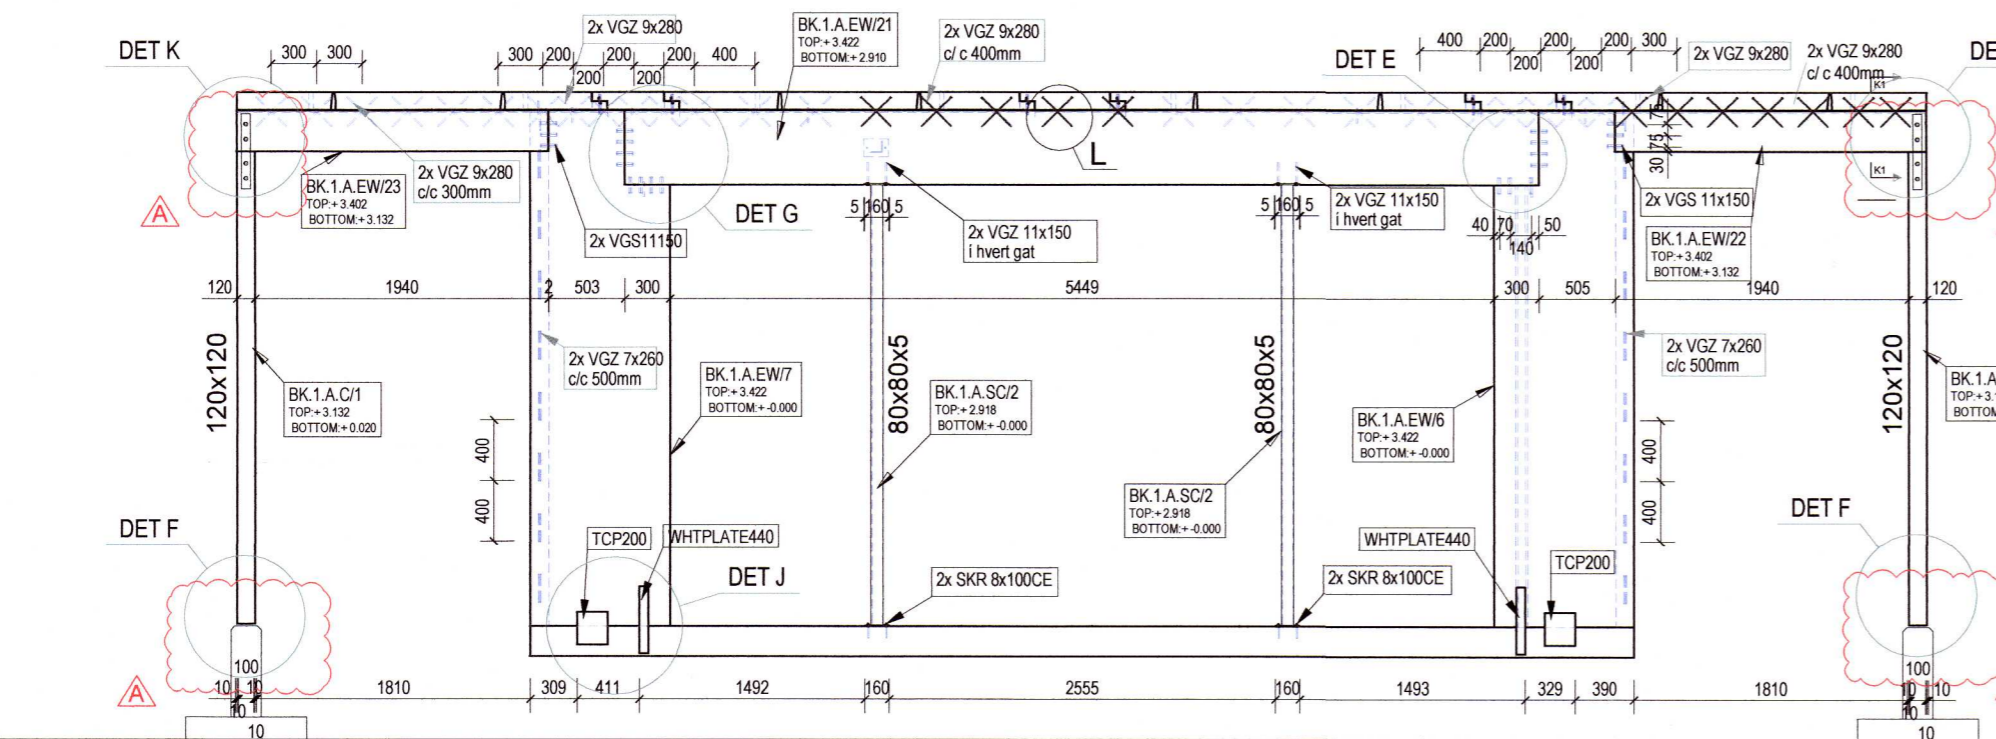 DET K
300 300
300 200 200 200 400
200 200
2x VGZ 9x280
BK.1.A.EW/21
TOP:+3.422
BOTTOM:+2.910
2x VGZ 9x280
c/ c 400mm
DET E
400 200 200 200 300
200 200
2x VGZ 9x280
2x VGZ 9x280
c/ c 400mm
K1
75
75
30
K1
L
BK.1.A.EW/23
TOP:+3.402
BOTTOM:+3.132
2x VGZ 9x280
c/c 300mm
A
2x VGS11150
DET G
5 160 5
2x VGZ 11x150
í hvert gat
5 160 5
2x VGZ 11x150
í hvert gat
40 70 50
140
2x VGS 11x150
BK.1.A.EW/22
TOP:+3.402
BOTTOM:+3.132
120 1940 2 503 300 5449 300 505 1940 120
120x120
BK.1.A.C/1
TOP:+3.132
BOTTOM:+0.020
2x VGZ 7x260
c/c 500mm
BK.1.A.EW/7
TOP:+3.422
BOTTOM:+-0.000
80x80x5
BK.1.A.SC/2
TOP:+2.918
BOTTOM:+-0.000
80x80x5
BK.1.A.SC/2
TOP:+2.918
BOTTOM:+-0.000
BK.1.A.EW/6
TOP:+3.422
BOTTOM:+-0.000
2x VGZ 7x260
c/c 500mm
120x120
400
400
400
400
DET F
TCP200
WHTPLATE440
DET J
2x SKR 8x100CE
2x SKR 8x100CE
WHTPLATE440
TCP200
DET F
A
100
10 10
10
10
1810 309 411 1492 160 2555 160 1493 329 390 1810
100
10 10
10
10